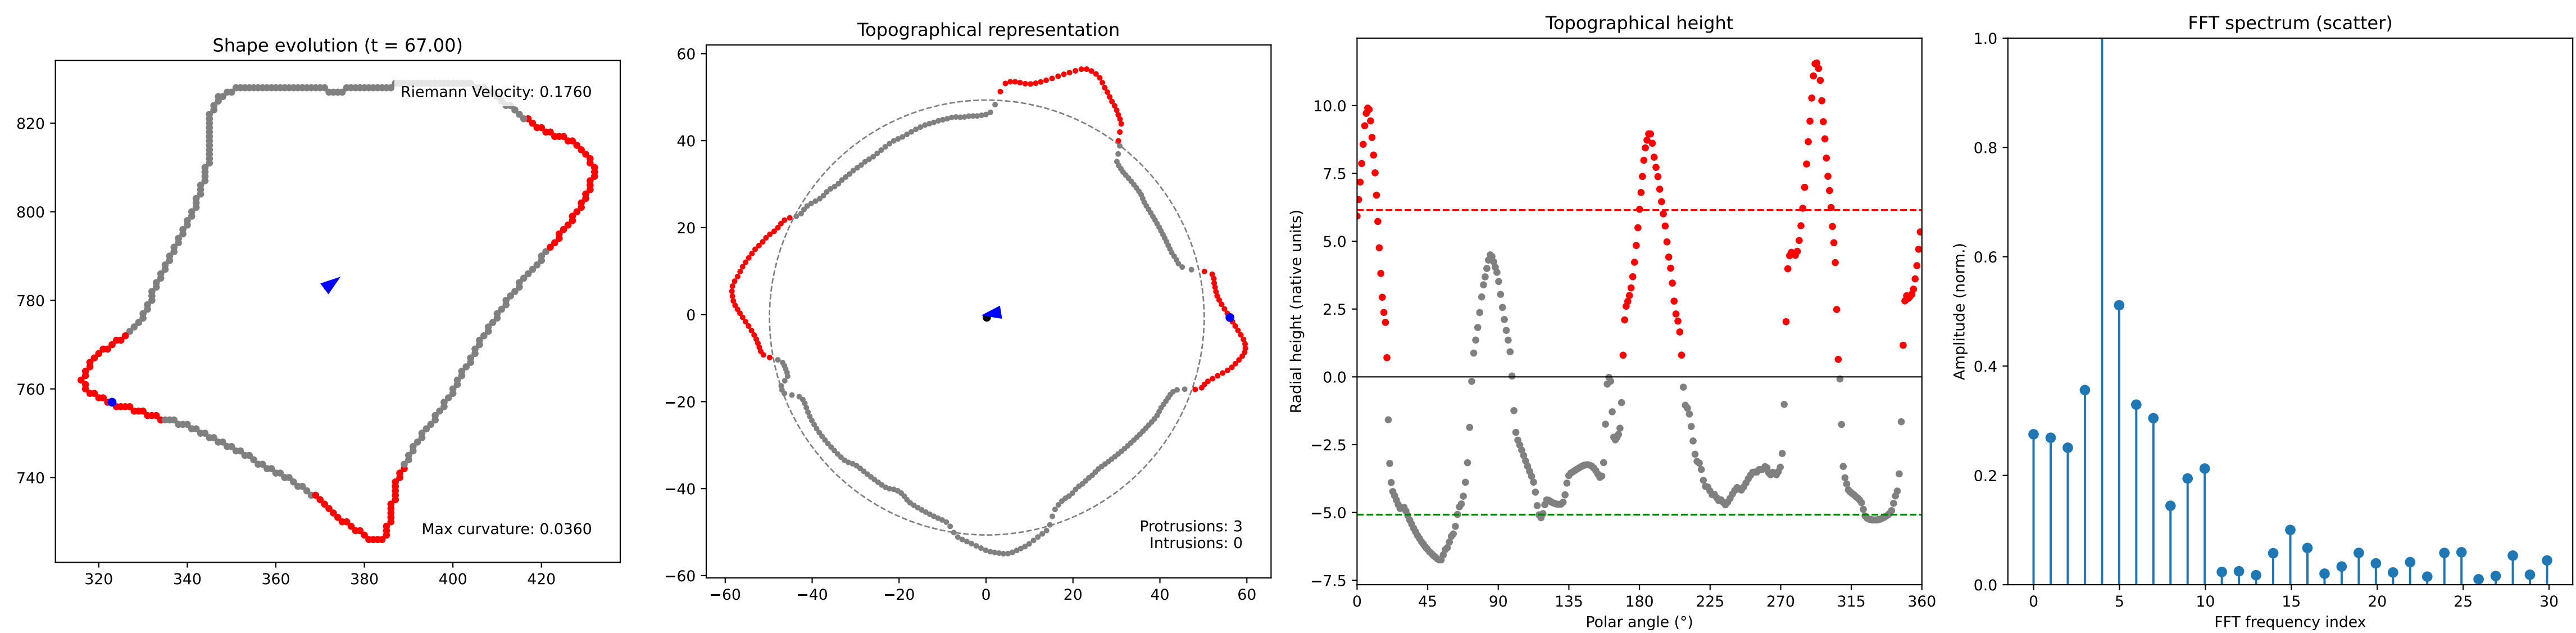 Shape evolution (t = 67.00)
Riemann Velocity: 0.1760
Max curvature: 0.0360
820
800
780
760
740
320 340 360 380 400 420
Topographical representation
60
40
20
0
−20
−40
−60
−60 −40 −20 0 20 40 60
Protrusions: 3
Intrusions: 0
Topographical height
Radial height (native units)
10.0
7.5
5.0
2.5
0.0
−2.5
−5.0
−7.5
0 45 90 135 180 225 270 315 360
Polar angle (°)
FFT spectrum (scatter)
Amplitude (norm.)
1.0
0.8
0.6
0.4
0.2
0.0
0 5 10 15 20 25 30
FFT frequency index